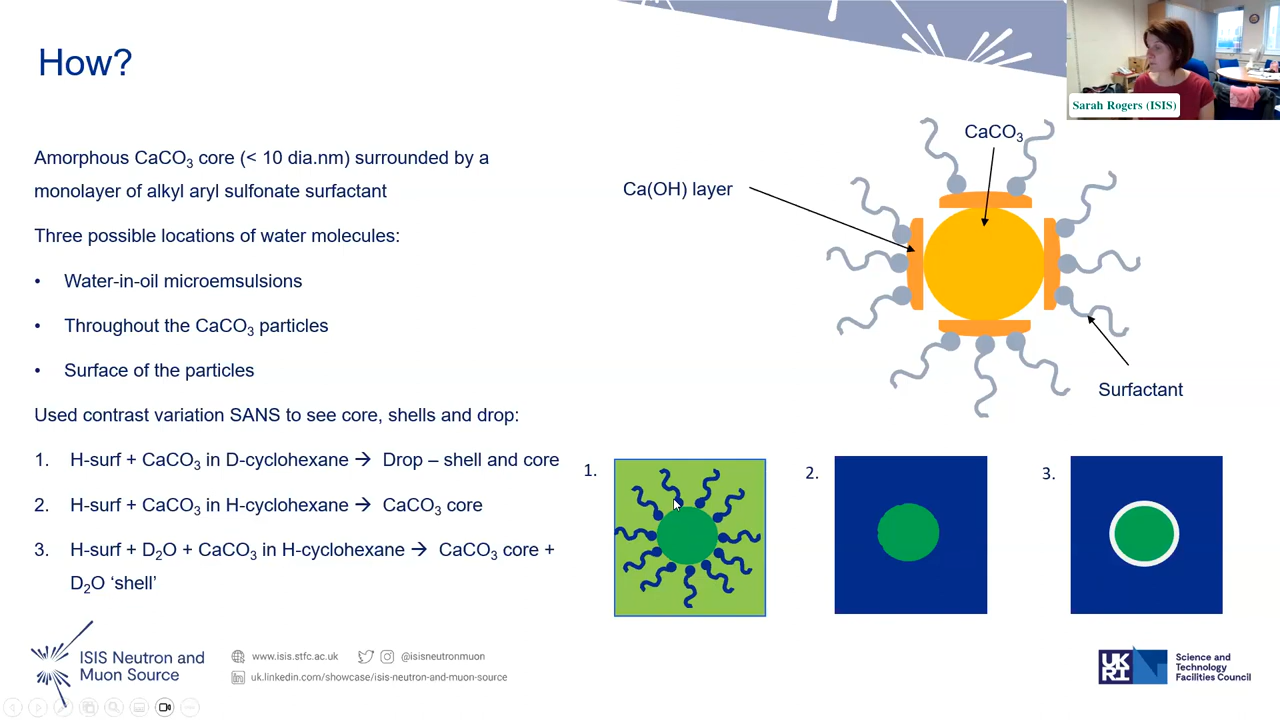 How?
Sarah Rogers (ISIS)
Amorphous CaCO₃ core (< 10 dia.nm) surrounded by a
monolayer of alkyl aryl sulfonate surfactant
Three possible locations of water molecules:
• Water-in-oil microemulsions
• Throughout the CaCO₃ particles
• Surface of the particles
Used contrast variation SANS to see core, shells and drop:
1. H-surf + CaCO₃ in D-cyclohexane → Drop – shell and core
2. H-surf + CaCO₃ in H-cyclohexane → CaCO₃ core
3. H-surf + D₂O + CaCO₃ in H-cyclohexane → CaCO₃ core +
D₂O ‘shell’
CaCO₃
Ca(OH) layer
Surfactant
1.
2.
3.
ISIS Neutron and
Muon Source
www.isis.stfc.ac.uk
@isisneutronmuon
uk.linkedin.com/showcase/isis-neutron-and-muon-source
UKRI
Science and
Technology
Facilities Council